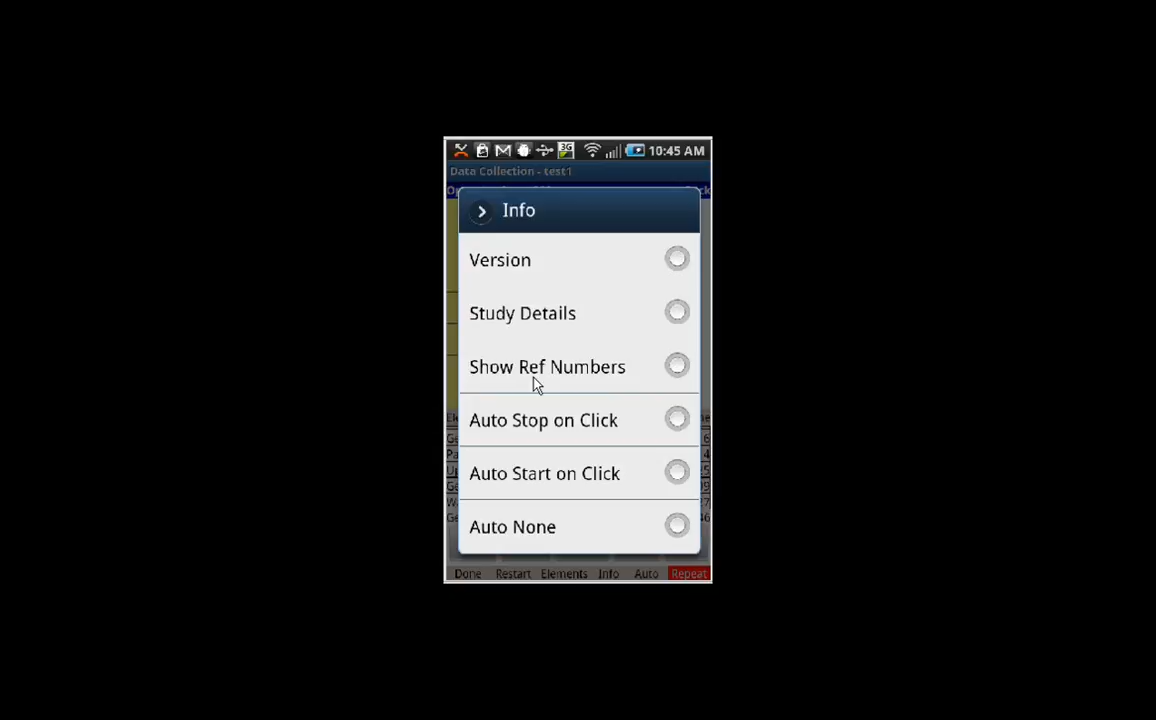 3G 10:45 AM
Data Collection - test1
Info
Version
Study Details
Show Ref Numbers
Auto Stop on Click
Auto Start on Click
Auto None
Done Restart Elements Info Auto Repeat